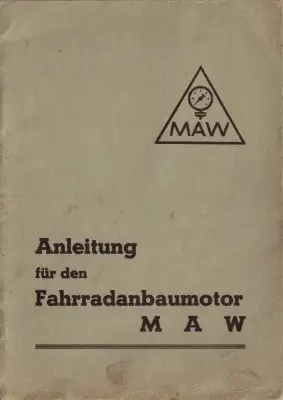 MAW
Anleitung
für den
Fahrradanbaumotor
M A W